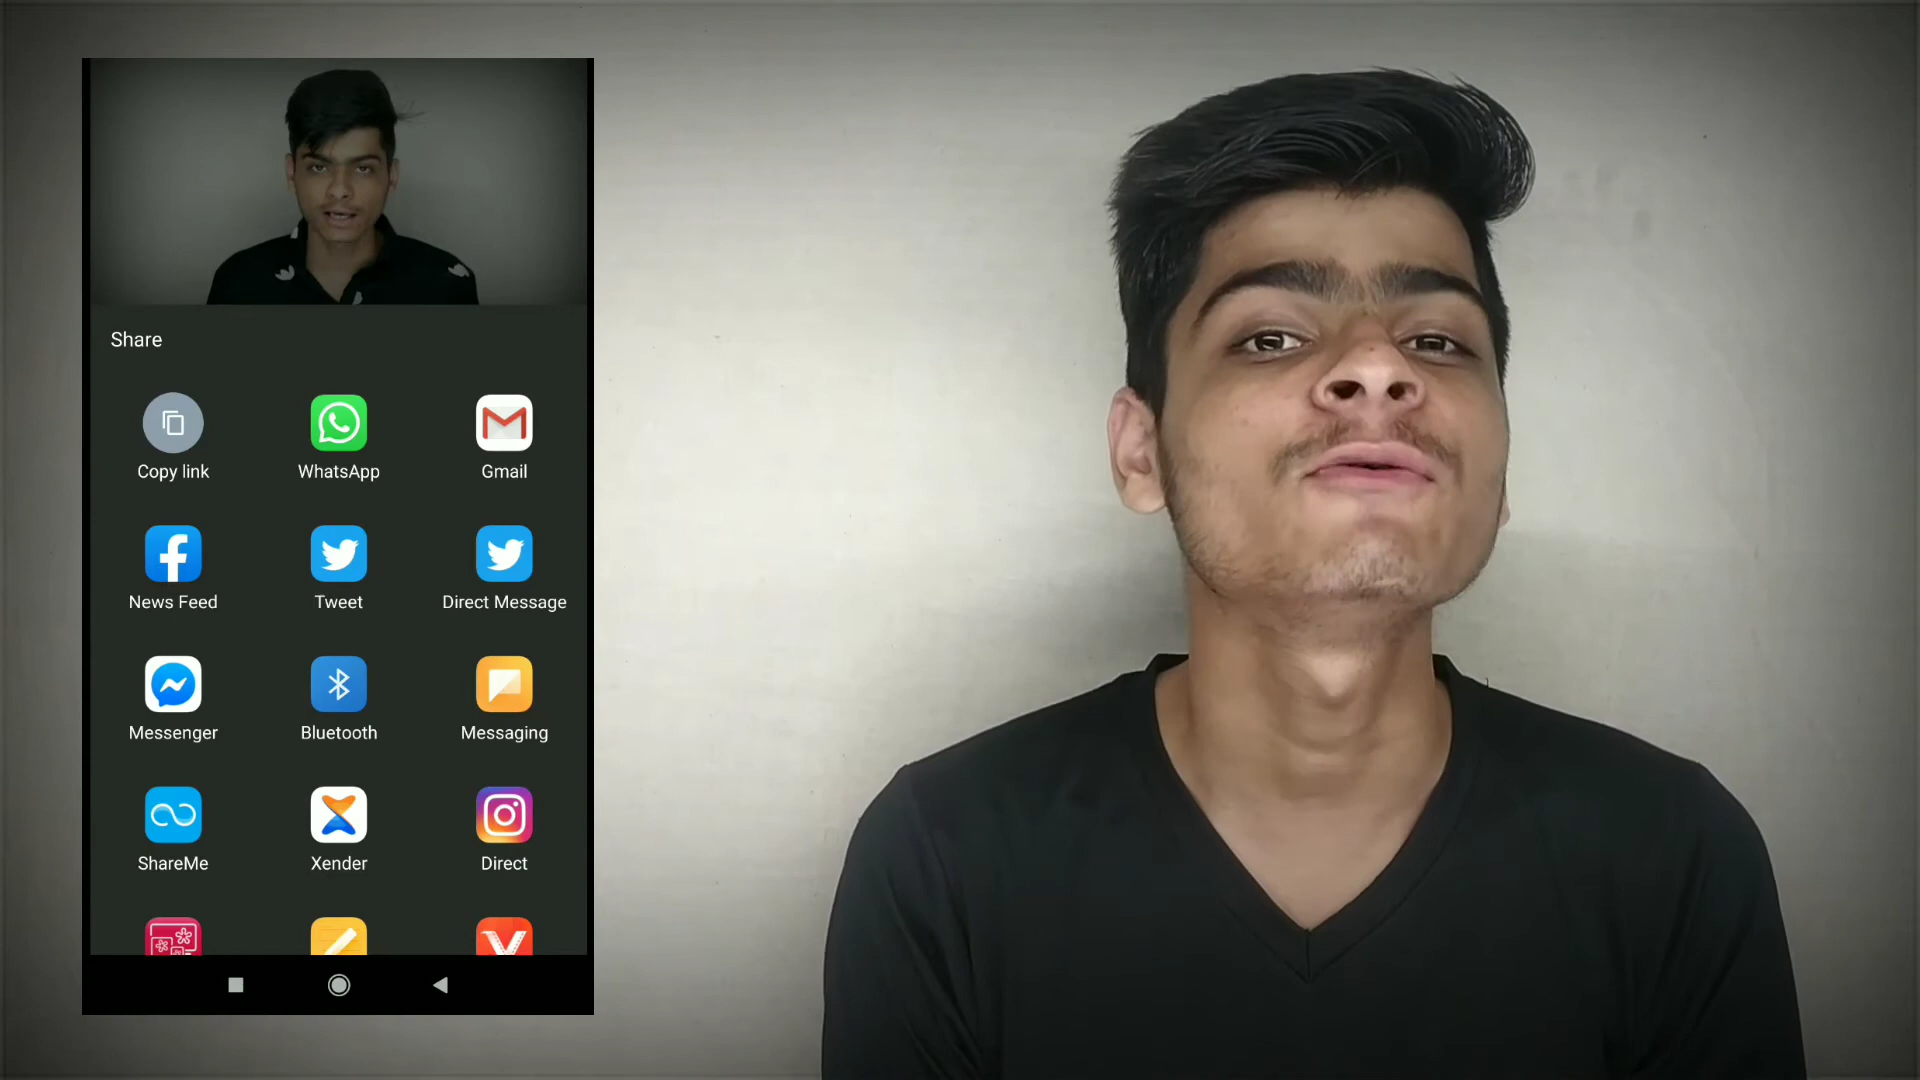 Share
Copy link
WhatsApp
Gmail
News Feed
Tweet
Direct Message
Messenger
Bluetooth
Messaging
ShareMe
Xender
Direct